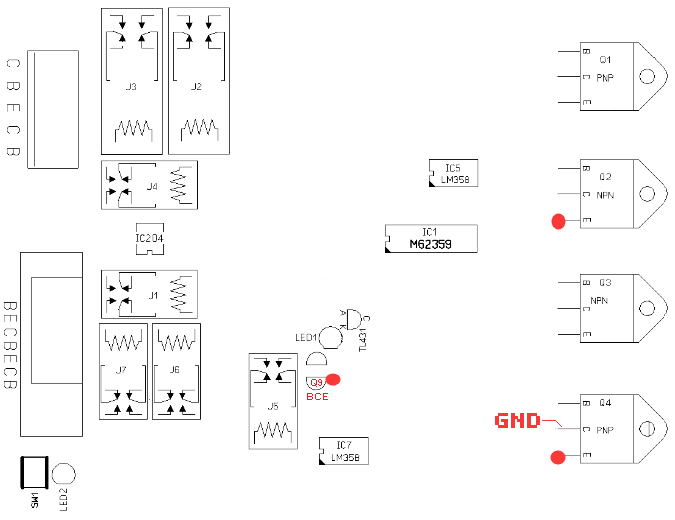 C B E C B
J3
J2
B
Q1
C
PNP
E
J4
IC5
LM358
B
Q2
C
NPN
E
IC204
IC1
M62359
BECBECB
J1
B
Q3
NPN
C
E
LED1
A K
C
TL431
J7
J6
Q9
BCE
J5
B
Q4
GND
C
PNP
E
IC7
LM358
SW1
LED2